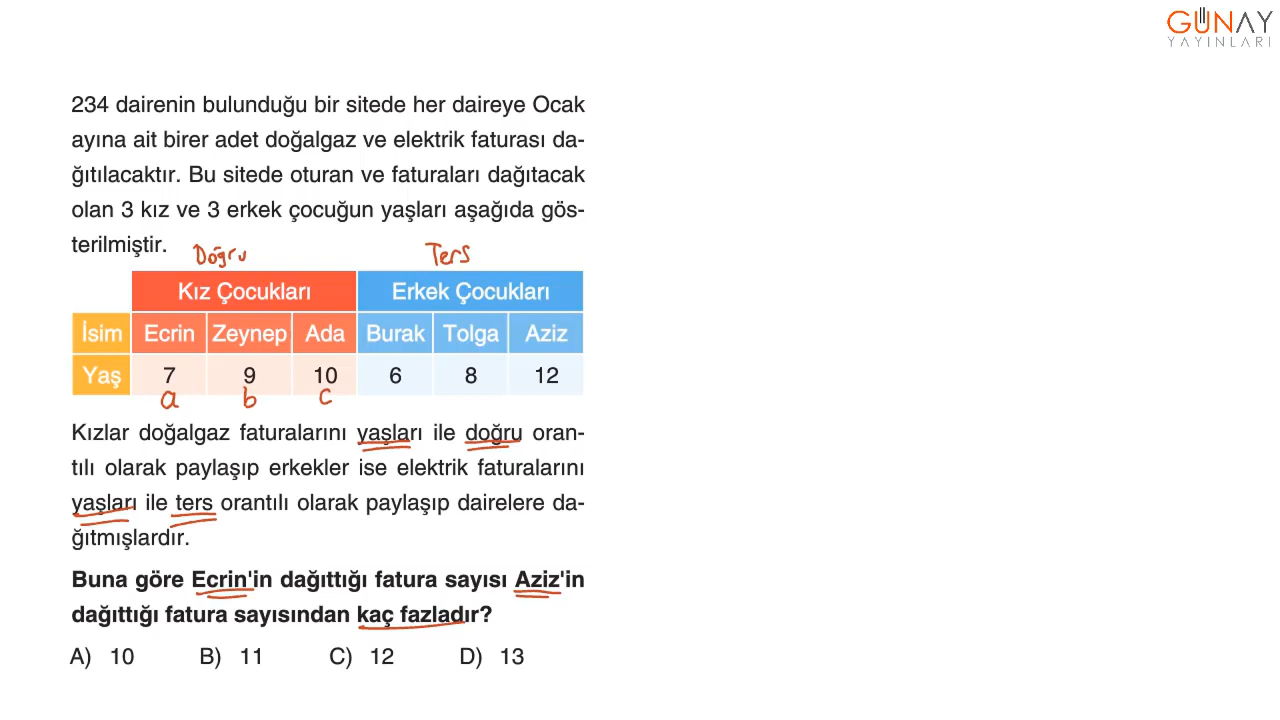 GÜNAY
YAYINLARI
234 dairenin bulunduğu bir sitede her daireye Ocak
ayına ait birer adet doğalgaz ve elektrik faturası da-
ğıtılacaktır. Bu sitede oturan ve faturaları dağıtacak
olan 3 kız ve 3 erkek çocuğun yaşları aşağıda gös-
terilmiştir.
Doğru Ters
Kız Çocukları Erkek Çocukları
İsim Ecrin Zeynep Ada Burak Tolga Aziz
Yaş 7 9 10 6 8 12
a b c
Kızlar doğalgaz faturalarını yaşları ile doğru oran-
tılı olarak paylaşıp erkekler ise elektrik faturalarını
yaşları ile ters orantılı olarak paylaşıp dairelere da-
ğıtmışlardır.
Buna göre Ecrin'in dağıttığı fatura sayısı Aziz'in
dağıttığı fatura sayısından kaç fazladır?
A) 10 B) 11 C) 12 D) 13